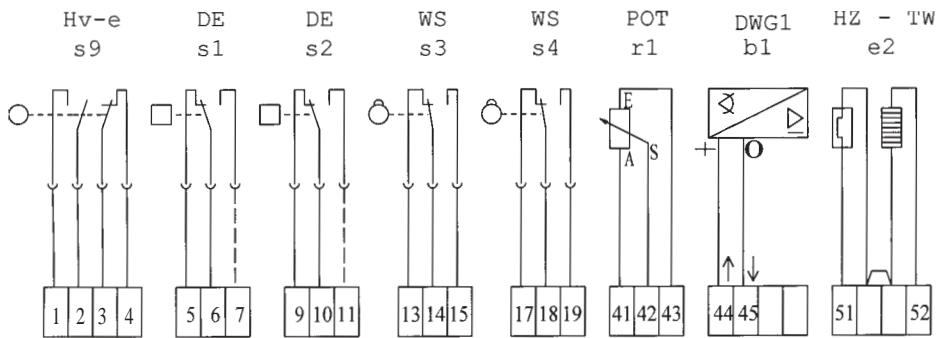 Hv-e DE DE WS WS POT DWG1 HZ - TW
s9 s1 s2 s3 s4 r1 b1 e2
E
A S + O
1 2 3 4 5 6 7 9 10 11 13 14 15 17 18 19 41 42 43 44 45 51 52